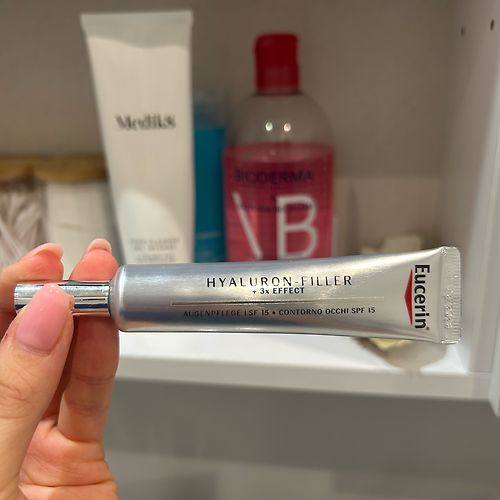 Medik8
BIODERMA
B
HYALURON-FILLER
+ 3x EFFECT
AUGENPFLEGE LSF 15 • CONTORNO OCCHI SPF 15
Eucerin